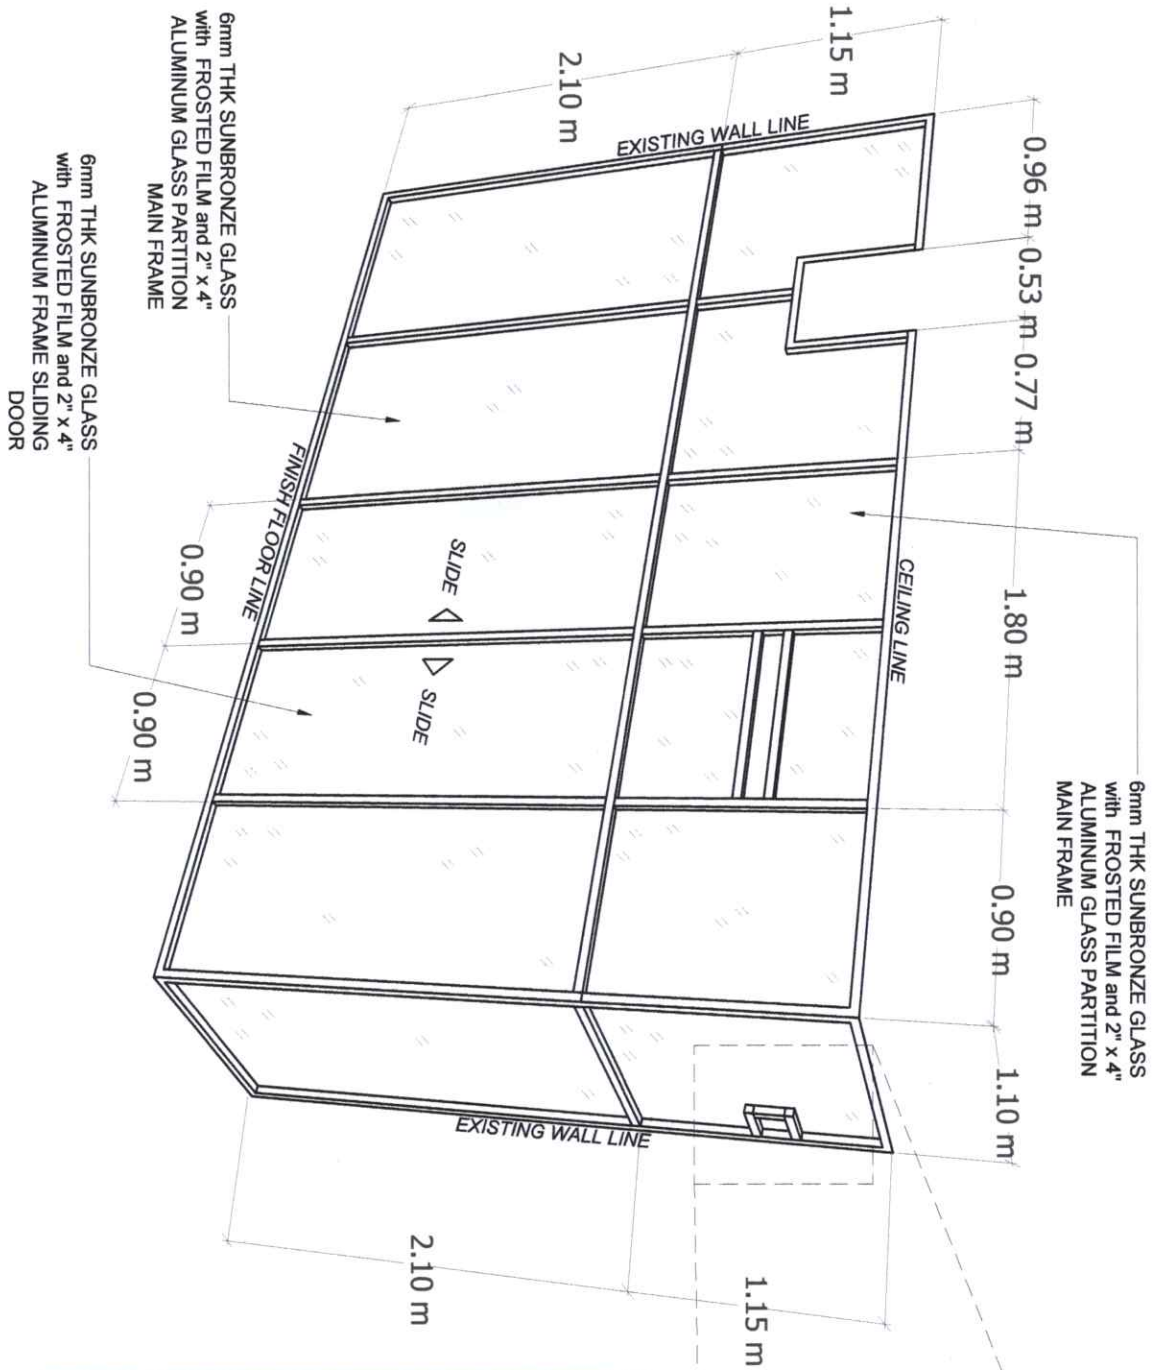 6mm THK SUNBRONZE GLASS
with FROSTED FILM and 2" x 4"
ALUMINUM GLASS PARTITION
MAIN FRAME
6mm THK SUNBRONZE GLASS
with FROSTED FILM and 2" x 4"
ALUMINUM FRAME SLIDING
DOOR
6mm THK SUNBRONZE GLASS
with FROSTED FILM and 2" x 4"
ALUMINUM GLASS PARTITION
MAIN FRAME
1.15 m
2.10 m
EXISTING WALL LINE
0.96 m
0.53 m
0.77 m
1.80 m
0.90 m
1.10 m
CEILING LINE
SLIDE
SLIDE
FINISH FLOOR LINE
0.90 m
0.90 m
EXISTING WALL LINE
2.10 m
1.15 m